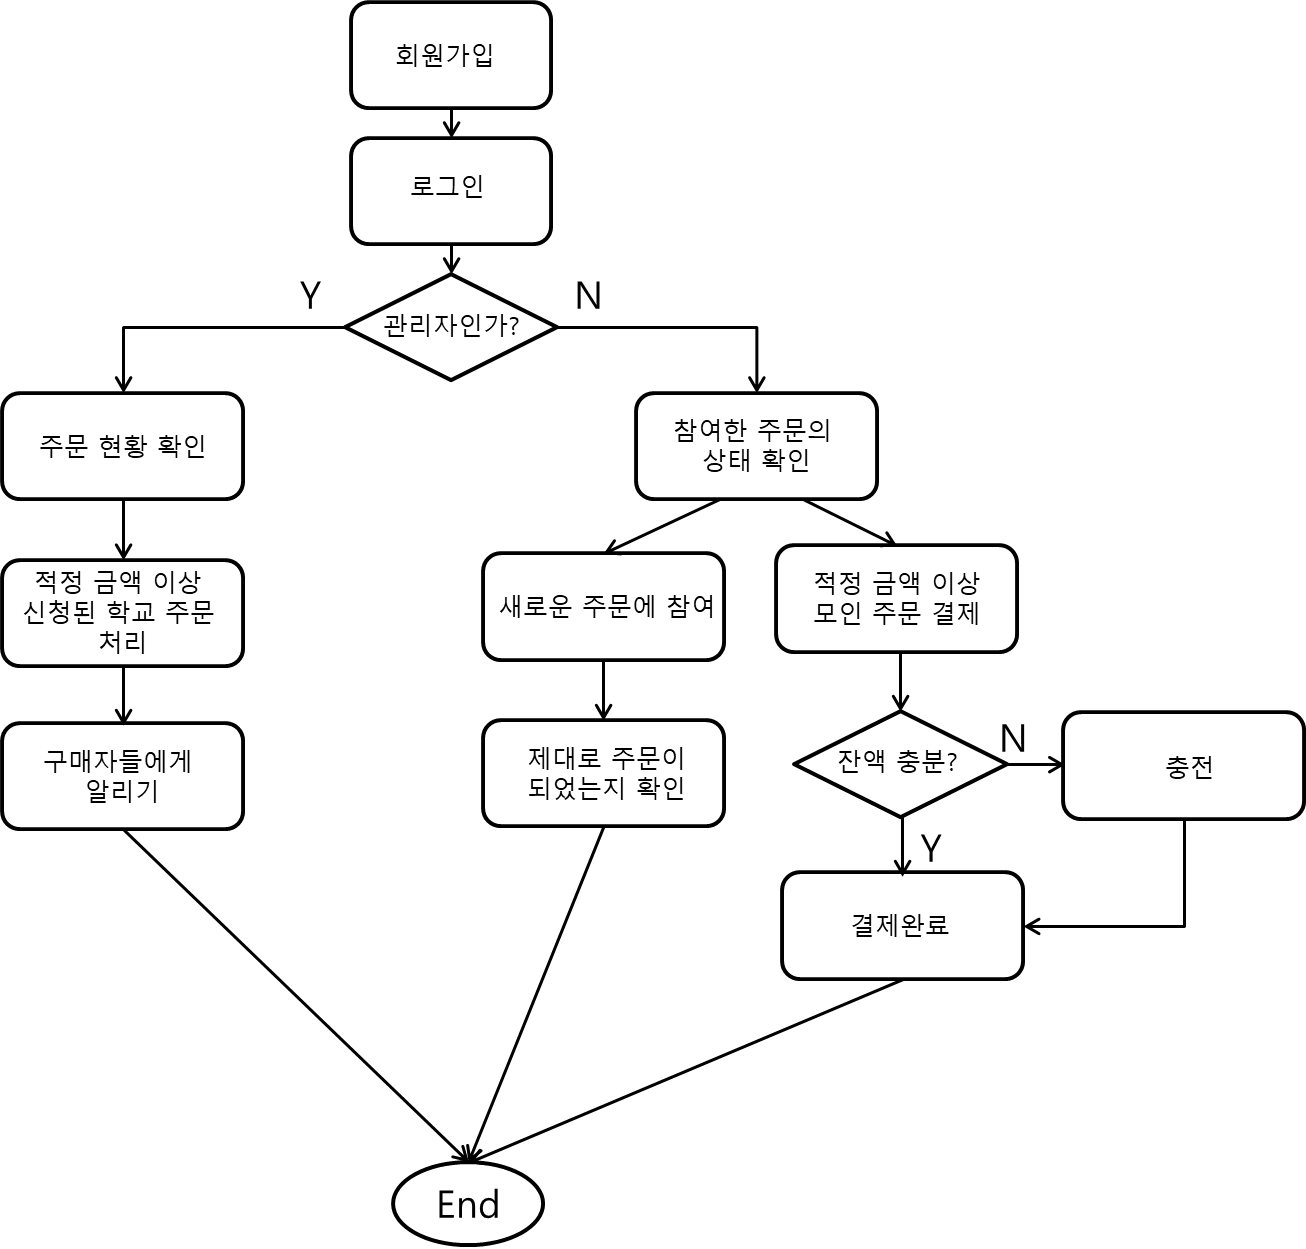 회원가입
로그인
관리자인가?
Y
N
주문 현황 확인
적정 금액 이상
신청된 학교 주문
처리
구매자들에게
알리기
참여한 주문의
상태 확인
새로운 주문에 참여
제대로 주문이
되었는지 확인
적정 금액 이상
모인 주문 결제
잔액 충분?
N
충전
Y
결제완료
End